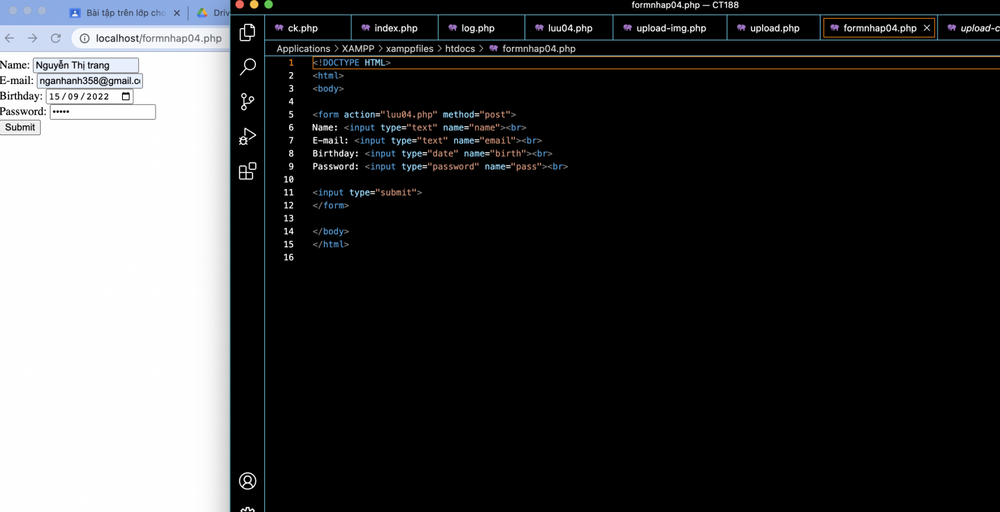 Bài tập trên lớp cho
Driv
localhost/formnhap04.php
Name: Nguyễn Thị trang
E-mail: nganhanh358@gmail.c
Birthday: 15/09/2022
Password: •••••
Submit
formnhap04.php — CT188
ck.php index.php log.php luu04.php upload-img.php upload.php formnhap04.php upload-c
Applications > XAMPP > xamppfiles > htdocs > formnhap04.php
1 <!DOCTYPE HTML>
2 <html>
3 <body>
4
5 <form action="luu04.php" method="post">
6 Name: <input type="text" name="name"><br>
7 E-mail: <input type="text" name="email"><br>
8 Birthday: <input type="date" name="birth"><br>
9 Password: <input type="password" name="pass"><br>
10
11 <input type="submit">
12 </form>
13
14 </body>
15 </html>
16